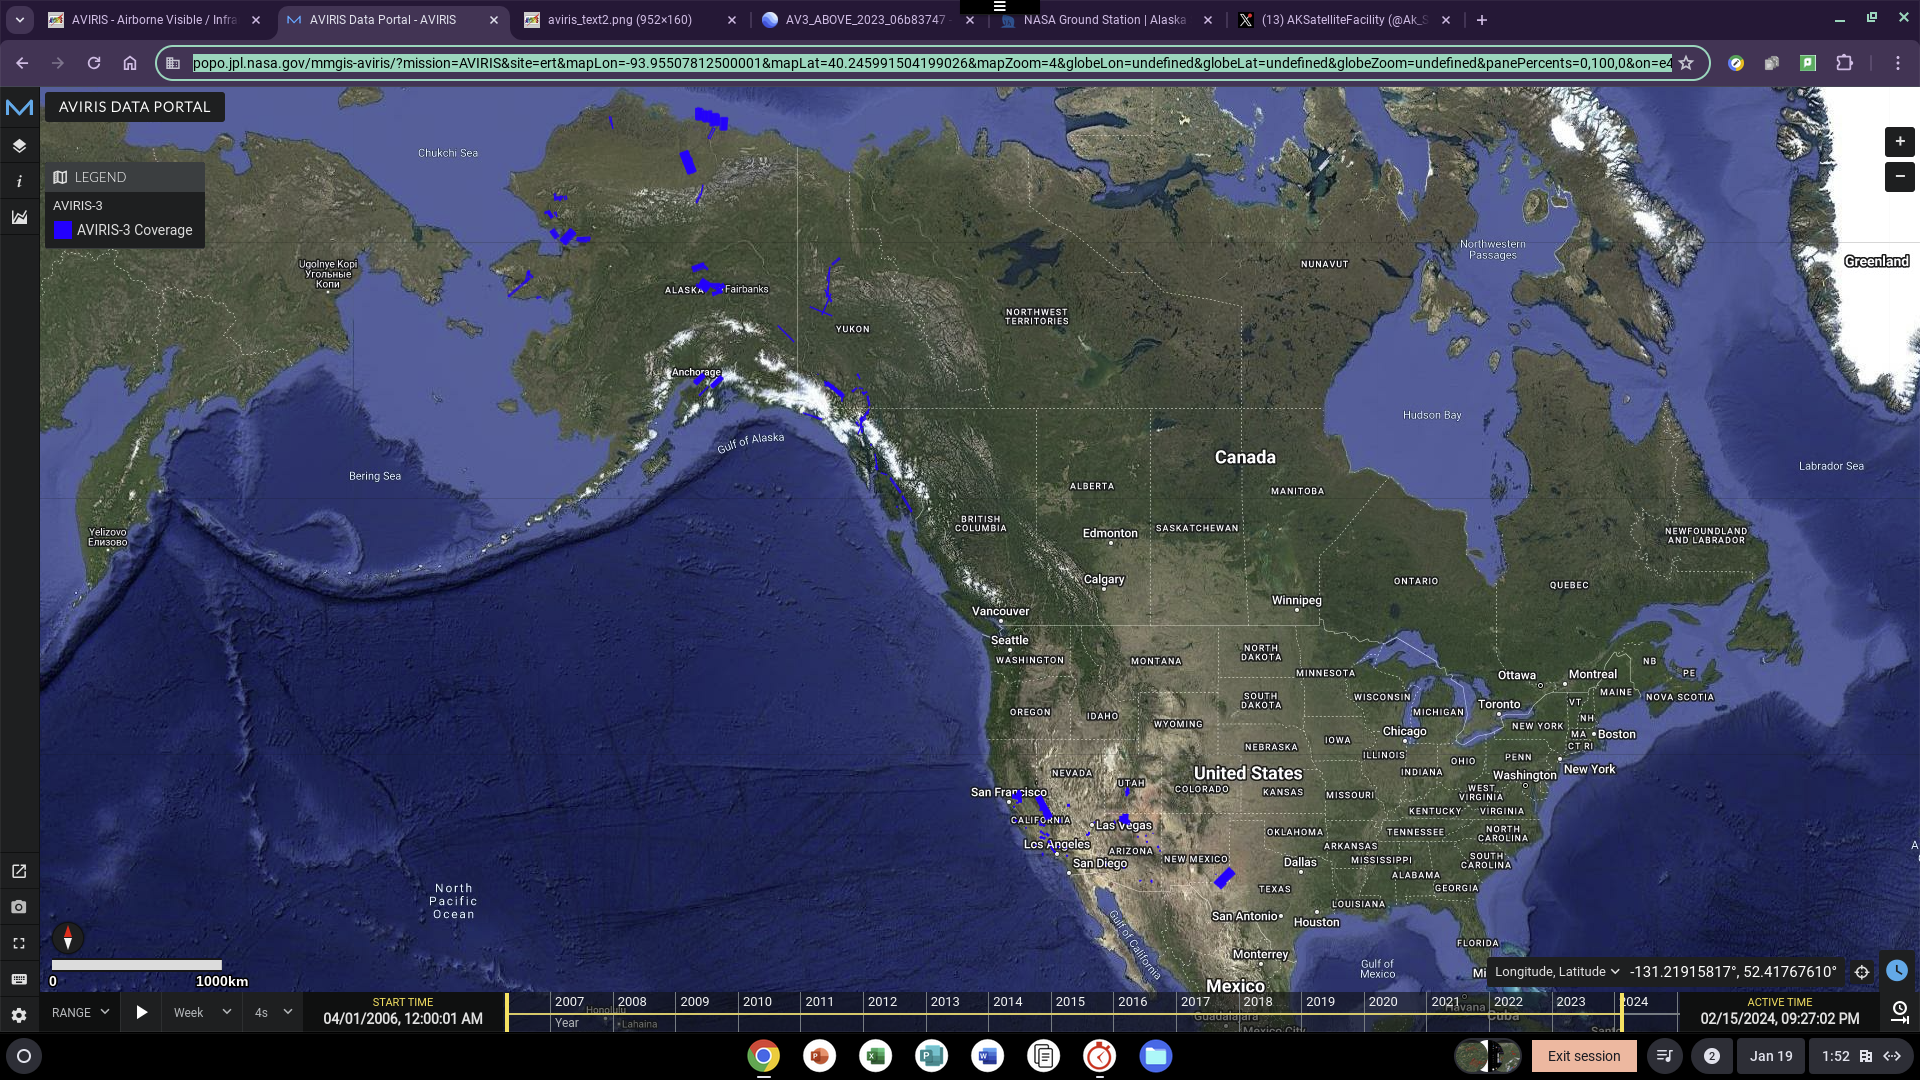 AVIRIS - Airborne Visible / Infra
AVIRIS Data Portal - AVIRIS
aviris_text2.png (952×160)
AV3_ABOVE_2023_06b83747
NASA Ground Station | Alaska
(13) AKSatelliteFacility (@Ak_S
popo.jpl.nasa.gov/mmgis-aviris/?mission=AVIRIS&site=ert&mapLon=-93.95507812500001&mapLat=40.245991504199026&mapZoom=4&globeLon=undefined&globeLat=undefined&globeZoom=undefined&panePercents=0,100,0&on=e4
AVIRIS DATA PORTAL
LEGEND
AVIRIS-3
AVIRIS-3 Coverage
Chukchi Sea
Ugolnye Kopi
Угольные
Копи
ALASKA
Fairbanks
YUKON
Anchorage
Gulf of Alaska
Bering Sea
Yelizovo
Елизово
NORTHWEST
TERRITORIES
NUNAVUT
Northwestern
Passages
Greenland
Hudson Bay
Canada
Labrador Sea
ALBERTA
MANITOBA
BRITISH
COLUMBIA
Edmonton
SASKATCHEWAN
NEWFOUNDLAND
AND LABRADOR
Calgary
ONTARIO
QUEBEC
Winnipeg
Vancouver
Seattle
WASHINGTON
MONTANA
NORTH
DAKOTA
MINNESOTA
Ottawa
Montreal
NB
PE
MAINE
NOVA SCOTIA
OREGON
IDAHO
WYOMING
SOUTH
DAKOTA
WISCONSIN
MICHIGAN
Toronto
VT
NH
NEW YORK
MA
Boston
CT RI
Chicago
NEBRASKA
IOWA
ILLINOIS
INDIANA
OHIO
PENN
New York
Washington
NEVADA
UTAH
United States
COLORADO
KANSAS
MISSOURI
WEST
VIRGINIA
KENTUCKY
VIRGINIA
San Francisco
CALIFORNIA
Las Vegas
OKLAHOMA
TENNESSEE
NORTH
CAROLINA
Los Angeles
ARIZONA
NEW MEXICO
ARKANSAS
MISSISSIPPI
SOUTH
CAROLINA
San Diego
Dallas
ALABAMA
TEXAS
GEORGIA
LOUISIANA
San Antonio
Houston
FLORIDA
Gulf of California
Monterrey
Gulf of
Mexico
Mi
Mexico
North
Pacific
Ocean
0
1000km
Longitude, Latitude
-131.21915817°, 52.41767610°
RANGE
Week
4s
START TIME
04/01/2006, 12:00:01 AM
2007 2008 2009 2010 2011 2012 2013 2014 2015 2016 2017 2018 2019 2020 2021 2022 2023 2024
Year
Honolulu
Lahaina
Guadalajara
Mexico City
Havana
Cuba
ACTIVE TIME
02/15/2024, 09:27:02 PM
Exit session
2
Jan 19
1:52